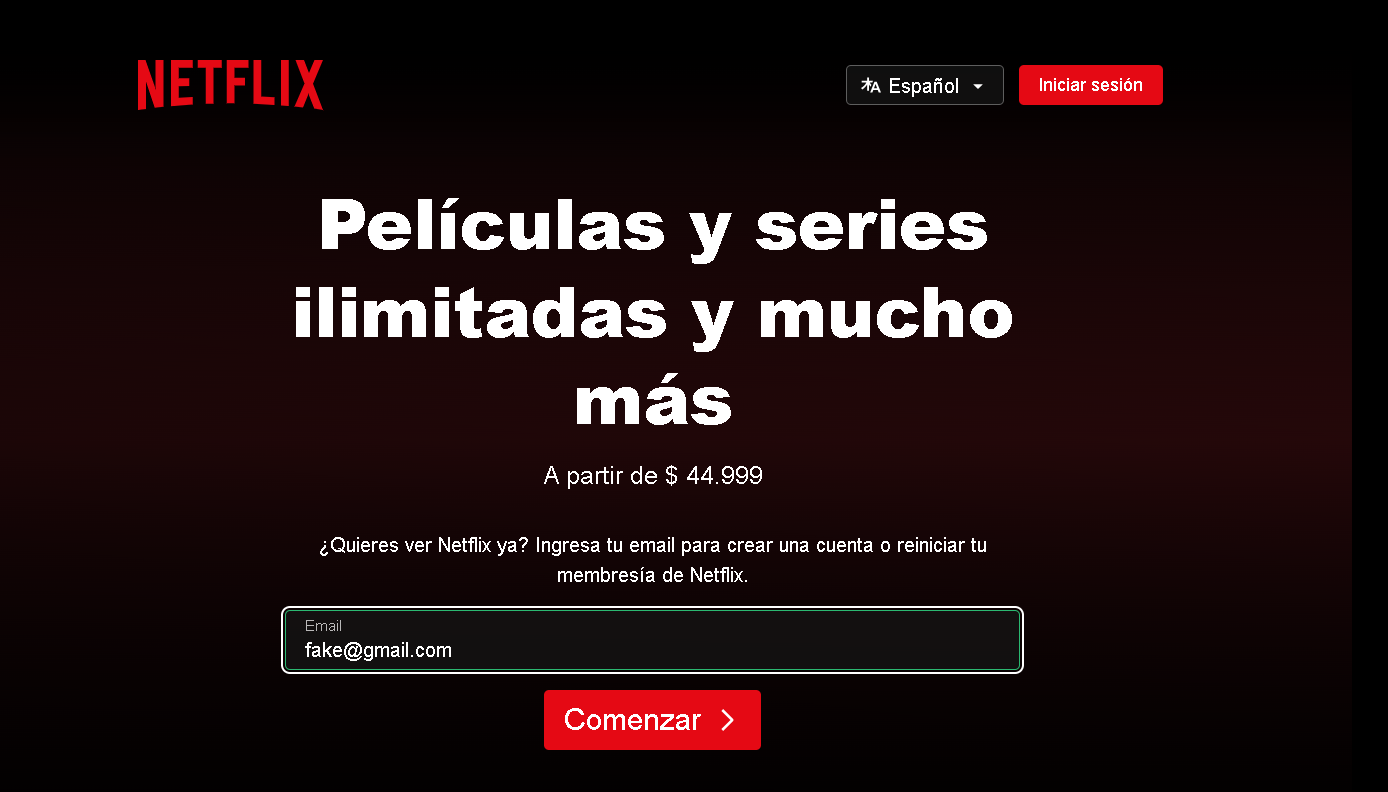 NETFLIX
Español
Iniciar sesión
Películas y series
ilimitadas y mucho
más
A partir de $ 44.999
¿Quieres ver Netflix ya? Ingresa tu email para crear una cuenta o reiniciar tu
membresía de Netflix.
Email
fake@gmail.com
Comenzar